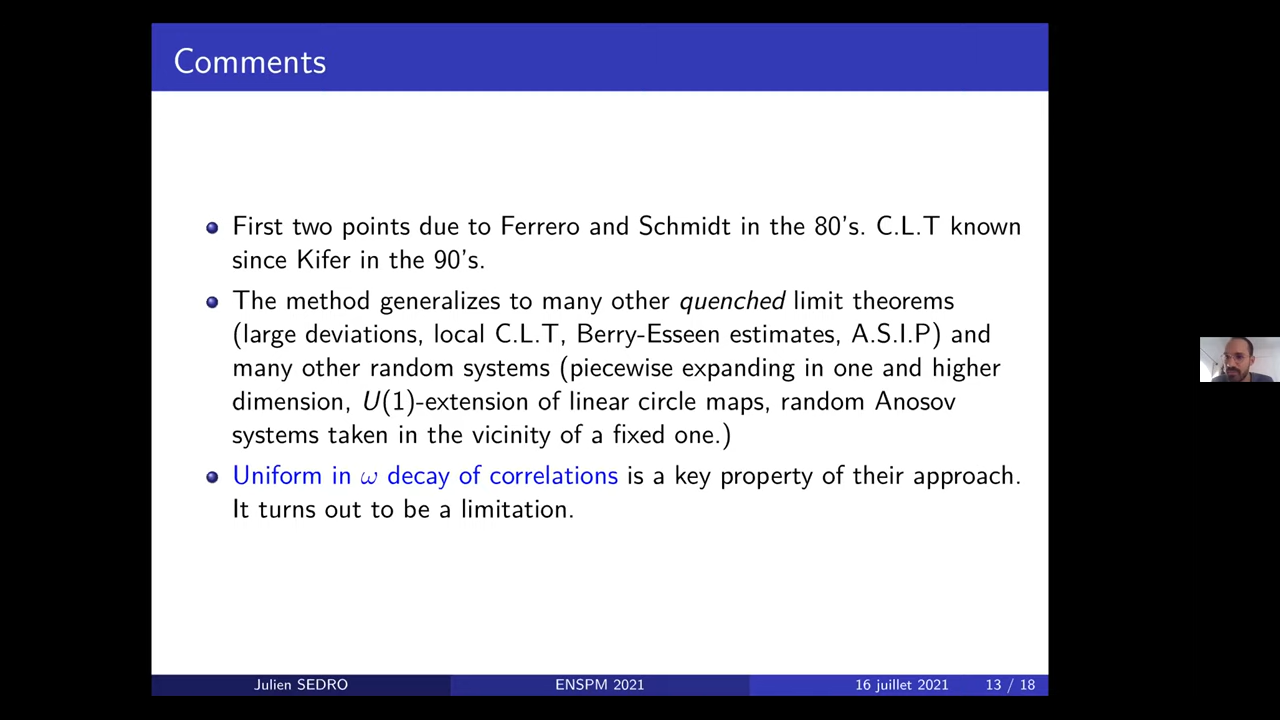 Comments
First two points due to Ferrero and Schmidt in the 80's. C.L.T known
since Kifer in the 90's.
The method generalizes to many other quenched limit theorems
(large deviations, local C.L.T, Berry-Esseen estimates, A.S.I.P) and
many other random systems (piecewise expanding in one and higher
dimension, U(1)-extension of linear circle maps, random Anosov
systems taken in the vicinity of a fixed one.)
Uniform in ω decay of correlations is a key property of their approach.
It turns out to be a limitation.
Julien SEDRO ENSPM 2021 16 juillet 2021 13 / 18